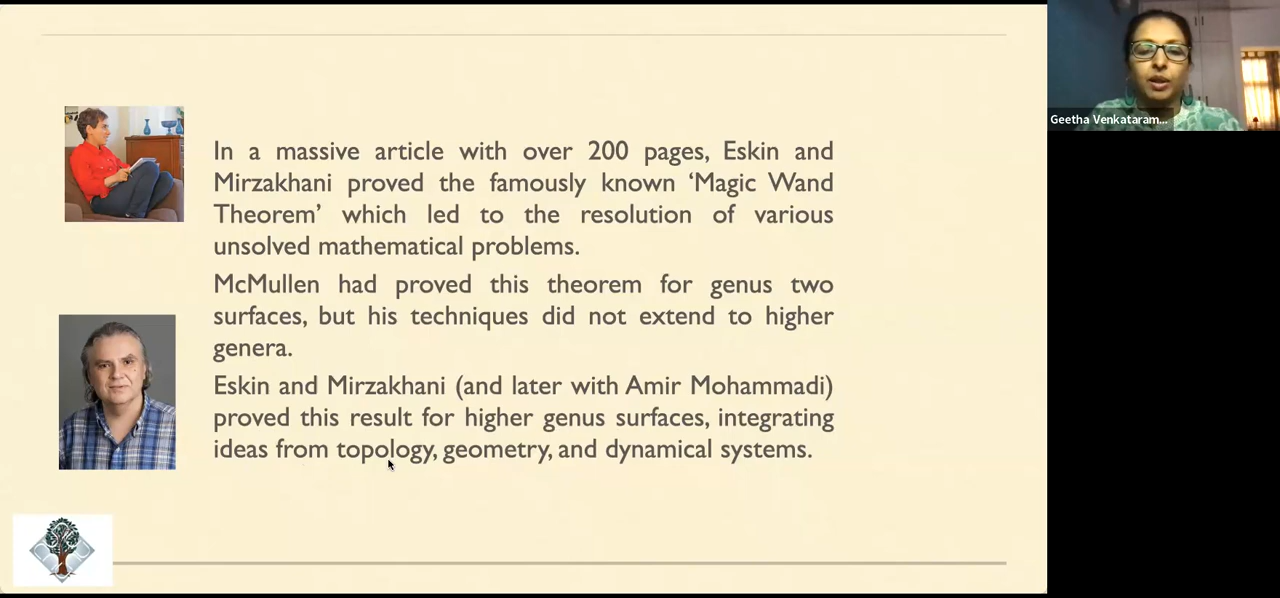 In a massive article with over 200 pages, Eskin and
Mirzakhani proved the famously known ‘Magic Wand
Theorem’ which led to the resolution of various
unsolved mathematical problems.
McMullen had proved this theorem for genus two
surfaces, but his techniques did not extend to higher
genera.
Eskin and Mirzakhani (and later with Amir Mohammadi)
proved this result for higher genus surfaces, integrating
ideas from topology, geometry, and dynamical systems.
Geetha Venkataram...